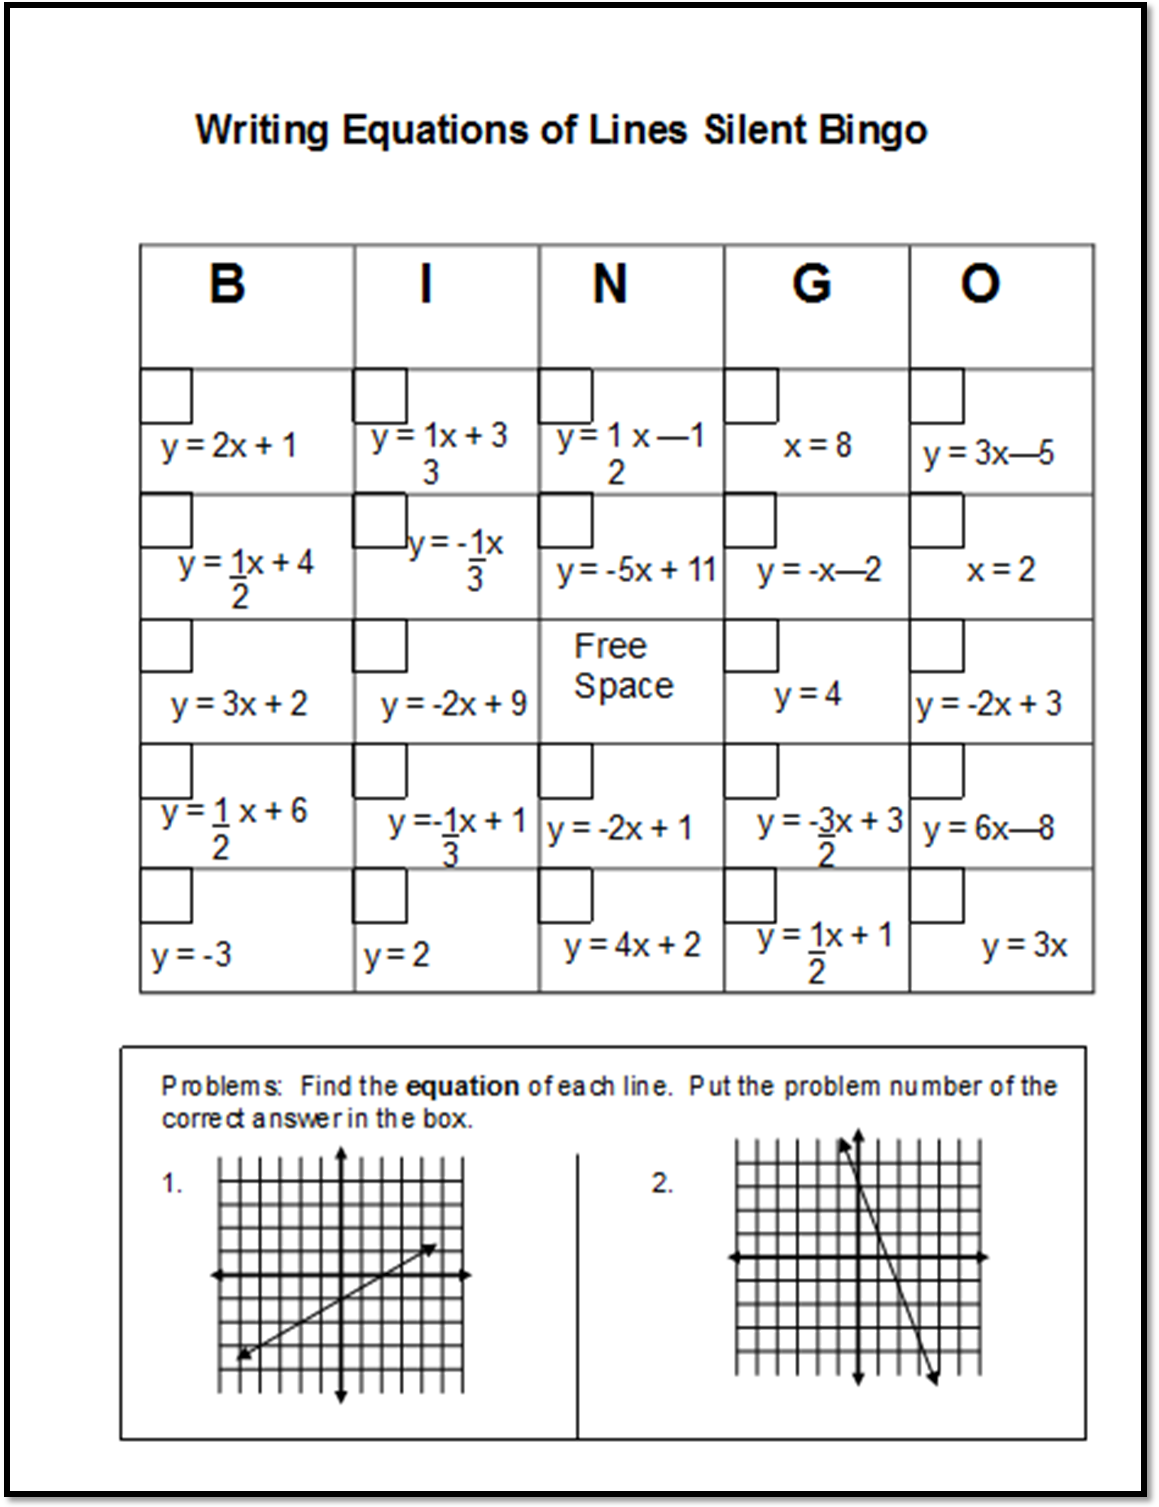 Writing Equations of Lines Silent Bingo
B I N G O
y = 2x + 1
y = 1x + 3
3
y = 1 x —1
2
x = 8
y = 3x—5
y = 1x + 4
2
y = -1x
3
y = -5x + 11
y = -x—2
x = 2
y = 3x + 2
y = -2x + 9
Free
Space
y = 4
y = -2x + 3
y = 1 x + 6
2
y =-1x + 1
3
y = -2x + 1
y = -3x + 3
2
y = 6x—8
y = -3
y = 2
y = 4x + 2
y = 1x + 1
2
y = 3x
Problems: Find the equation of each line. Put the problem number of the
correct answer in the box.
1.
2.